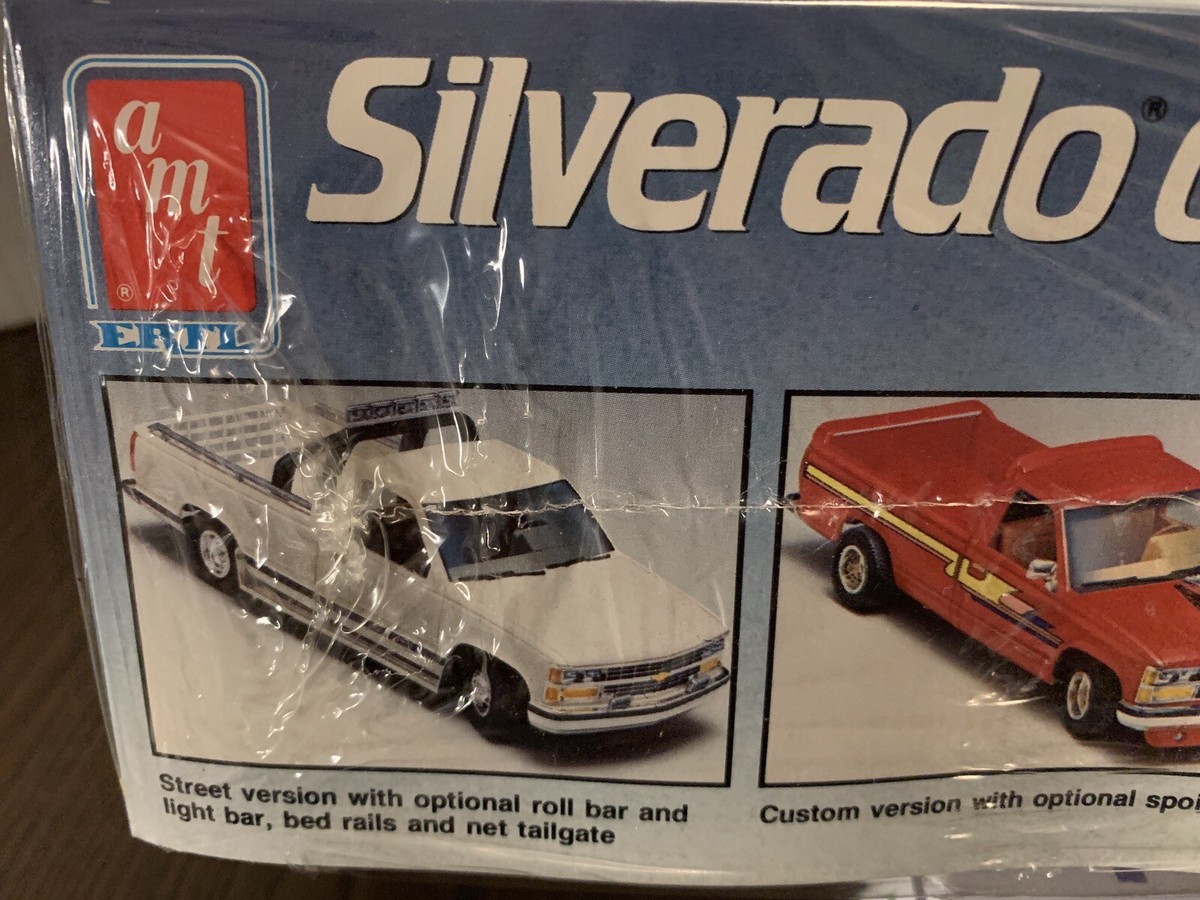 amt
®
ERTL
Silverado®
Street version with optional roll bar and
light bar, bed rails and net tailgate
Custom version with optional